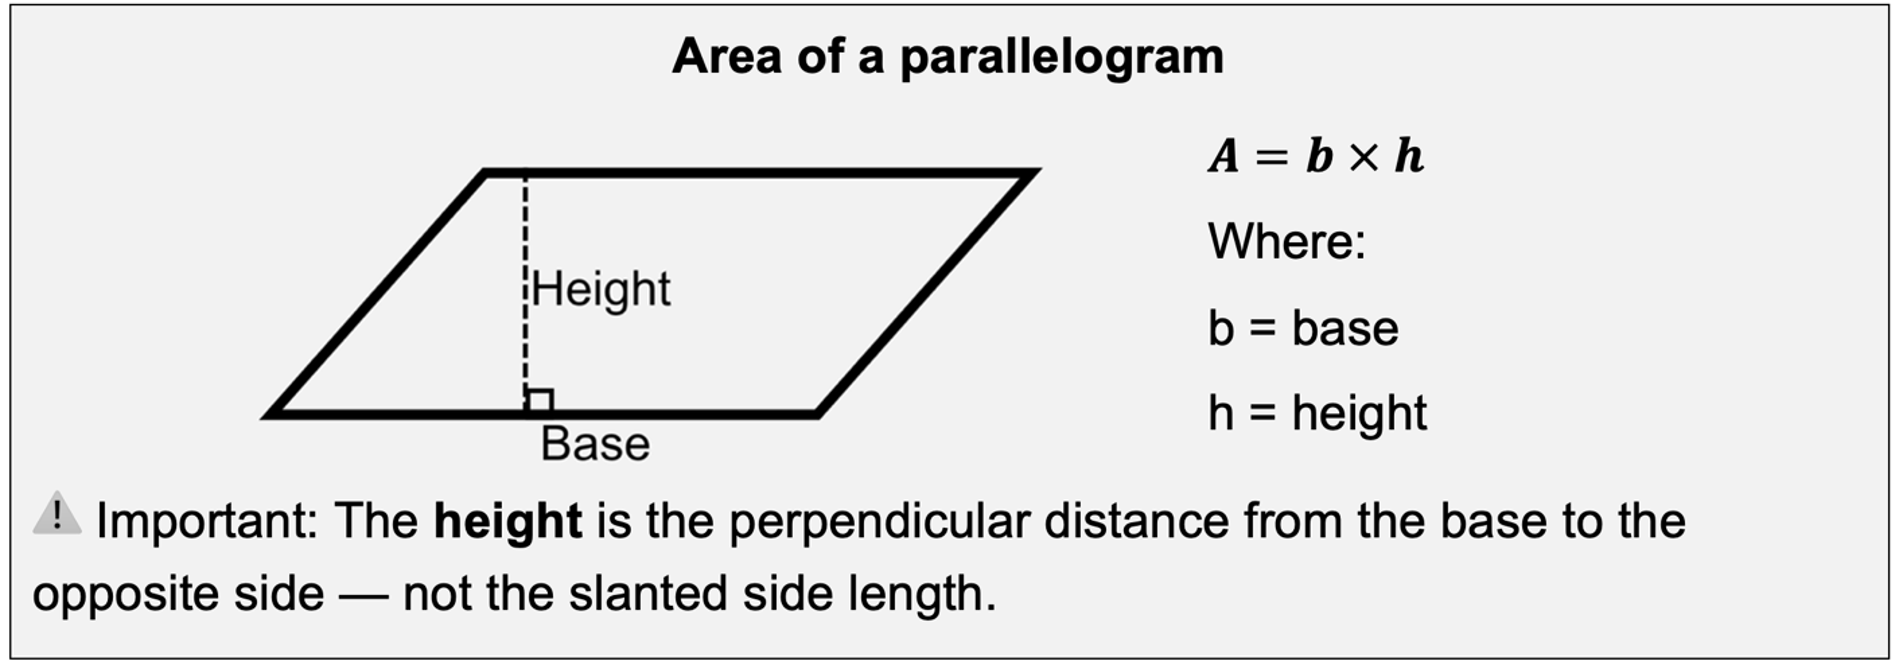 Area of a parallelogram
A = b × h
Where:
Height
b = base
h = height
Base
! Important: The height is the perpendicular distance from the base to the
opposite side — not the slanted side length.